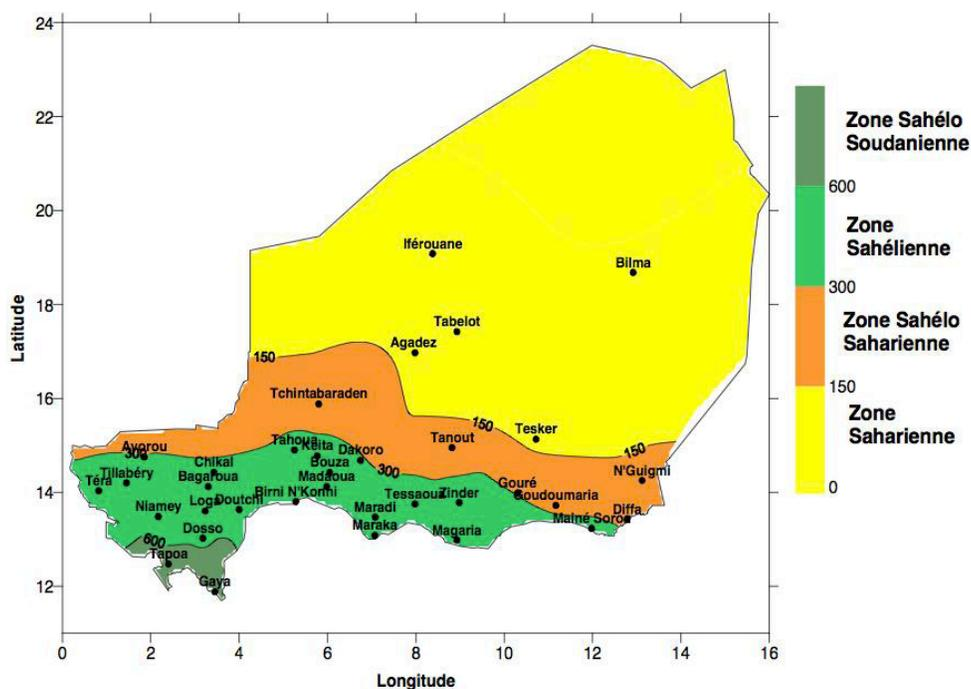 24
22
20
18
16
14
12
Latitude
0
2
4
6
8
10
12
14
16
Longitude
Iférouane
Bilma
Tabelot
Agadez
150
Tchintabaraden
150
Tesker
Tanout
150
Ayorou
300
Tahoua
Keita
Dakoro
Chikal
Bouza
300
N'Guigmi
Tillabéry
Bagaroua
Madaoua
Gouré
Téra
Birni N'Konni
Tessaoua
Zinder
Goudoumaria
Loga
Doutchi
Niamey
Maradi
Diffa
Maïné Soroa
Dosso
Maraka
Magaria
600
Tapoa
Gaya
Zone Sahélo
Soudanienne
600
Zone
Sahélienne
300
Zone Sahélo
Saharienne
150
Zone
Saharienne
0